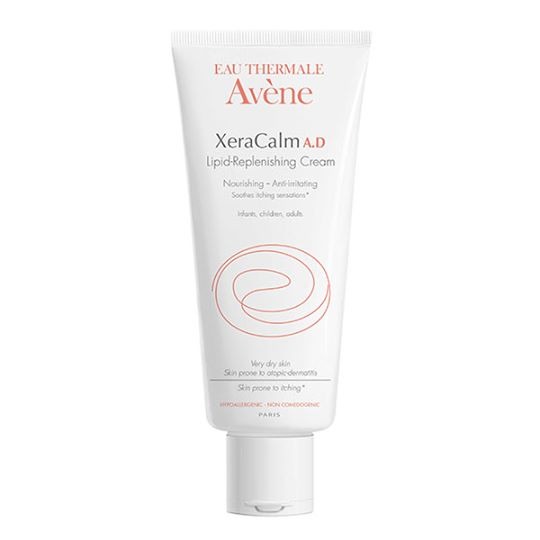 EAU THERMALE
Avène
XeraCalm A.D
Lipid-Replenishing Cream
Nourishing – Anti-irritating
Soothes itching sensations*
Infants, children, adults.
Very dry skin
Skin prone to atopic-dermatitis
Skin prone to itching*
HYPOALLERGENIC - NON COMEDOGENIC
PARIS